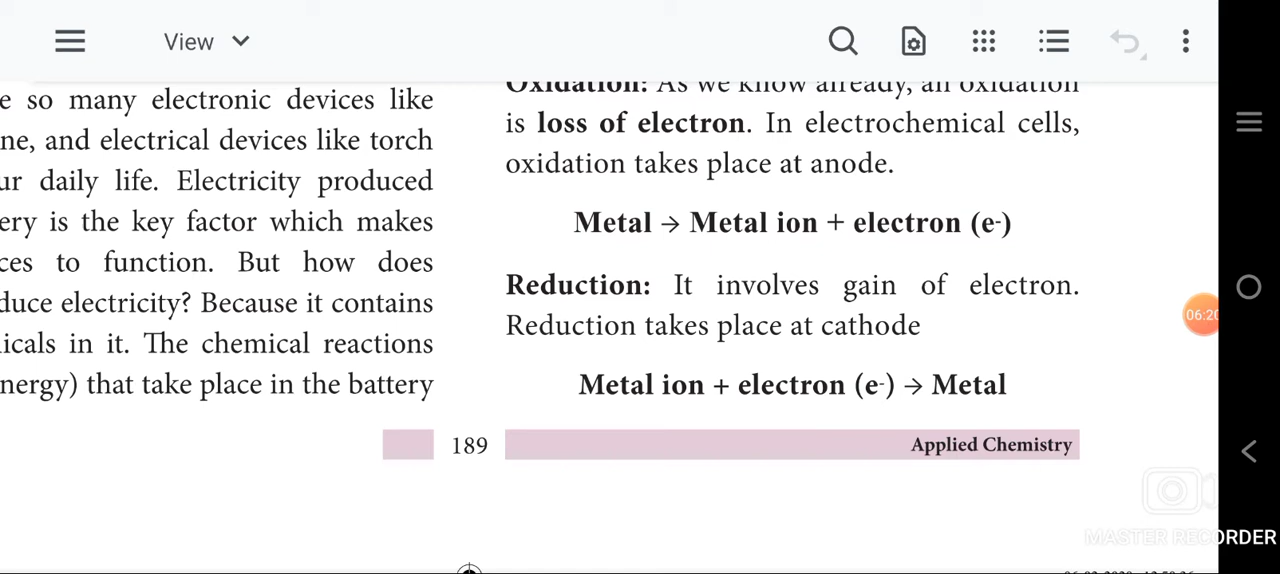 View
e so many electronic devices like
ne, and electrical devices like torch
ur daily life. Electricity produced
ery is the key factor which makes
ces to function. But how does
duce electricity? Because it contains
icals in it. The chemical reactions
nergy) that take place in the battery
Oxidation: As we know already, an oxidation
is loss of electron. In electrochemical cells,
oxidation takes place at anode.
Metal → Metal ion + electron (e-)
Reduction: It involves gain of electron.
Reduction takes place at cathode
Metal ion + electron (e-) → Metal
189
Applied Chemistry
06:20
MASTER RECORDER